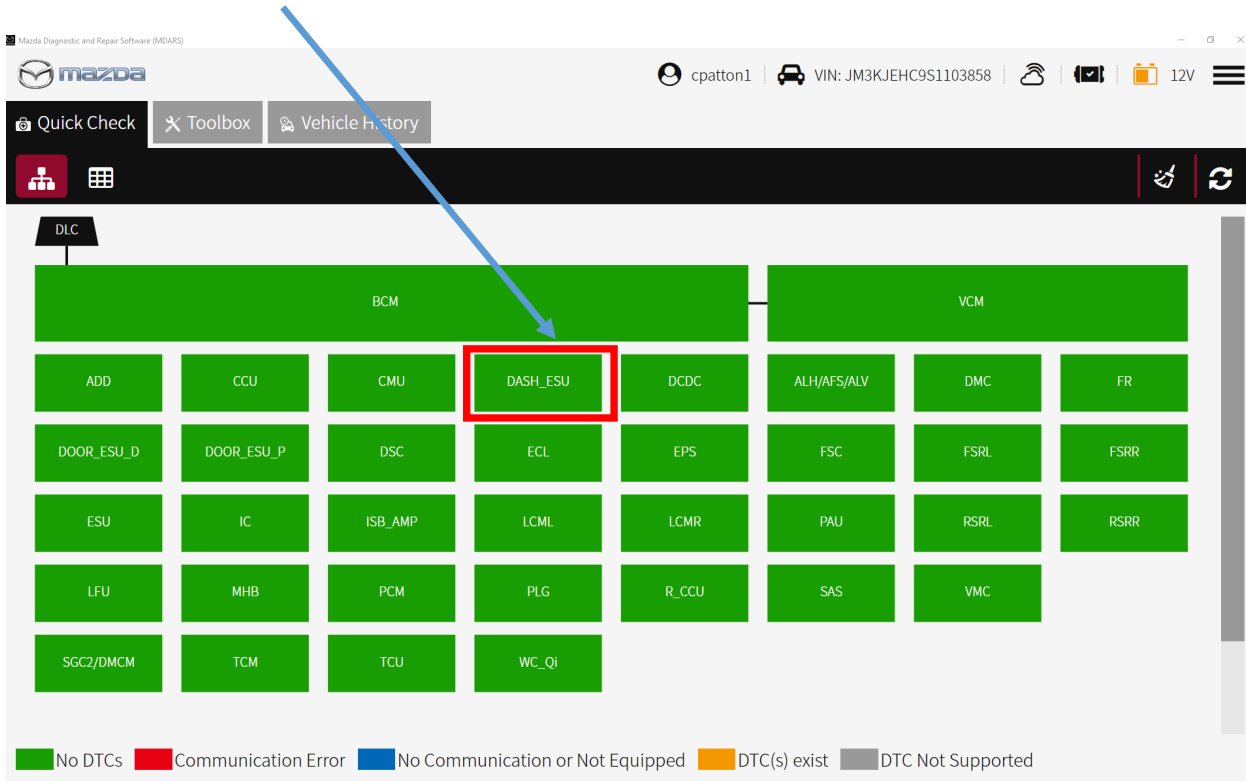 Mazda Diagnostic and Repair Software (MDARS)
mazda
cpatton1 VIN: JM3KJEHC9S1103858 12V
Quick Check Toolbox Vehicle History
DLC
BCM VCM
ADD CCU CMU DASH_ESU DCDC ALH/AFS/ALV DMC FR
DOOR_ESU_D DOOR_ESU_P DSC ECL EPS FSC FSRL FSRR
ESU IC ISB_AMP LCML LCMR PAU RSRL RSRR
LFU MHB PCM PLG R_CCU SAS VMC
SGC2/DMCM TCM TCU WC_Qi
No DTCs Communication Error No Communication or Not Equipped DTC(s) exist DTC Not Supported